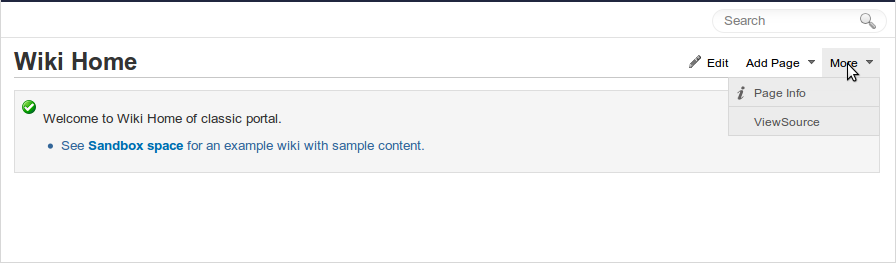 Search
Wiki Home
Edit Add Page More
Page Info
ViewSource
Welcome to Wiki Home of classic portal.
See Sandbox space for an example wiki with sample content.